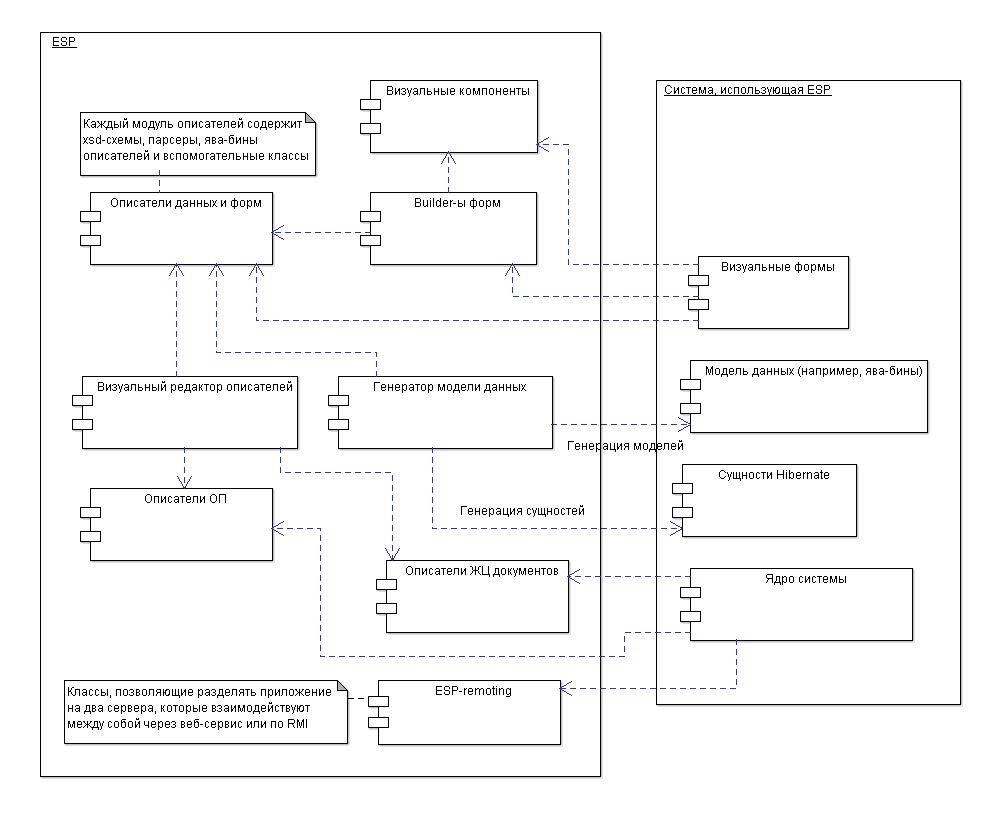 ESP
Визуальные компоненты
Каждый модуль описателей содержит
xsd-схемы, парсеры, ява-бины
описателей и вспомогательные классы
Описатели данных и форм
Builder-ы форм
Визуальный редактор описателей
Генератор модели данных
Генерация моделей
Описатели ОП
Генерация сущностей
Описатели ЖЦ документов
Классы, позволяющие разделять приложение
на два сервера, которые взаимодействуют
между собой через веб-сервис или по RMI
ESP-remoting
Система, использующая ESP
Визуальные формы
Модель данных (например, ява-бины)
Сущности Hibernate
Ядро системы